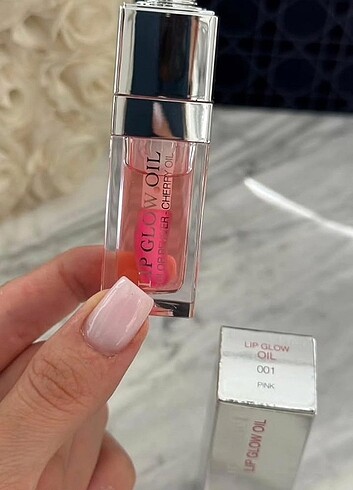 LIP GLOW OIL
CHERRY OIL
LIP GLOW
OIL
001
PINK
LIP GLOW OIL